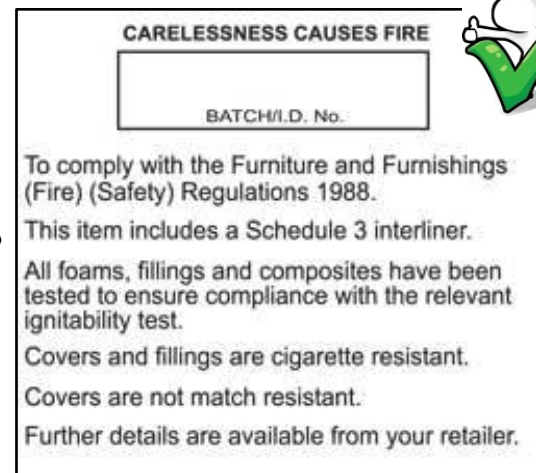 CARELESSNESS CAUSES FIRE
BATCH/I.D. No.
To comply with the Furniture and Furnishings
(Fire) (Safety) Regulations 1988.
This item includes a Schedule 3 interliner.
All foams, fillings and composites have been
tested to ensure compliance with the relevant
ignitability test.
Covers and fillings are cigarette resistant.
Covers are not match resistant.
Further details are available from your retailer.